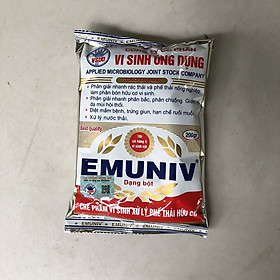 CÔNG TY CỔ PHẦN
VI SINH ỨNG DỤNG
APPLIED MICROBIOLOGY JOINT STOCK COMPANY
- Phân giải nhanh rác thải và phế thải nông nghiệp
làm phân bón hữu cơ vi sinh.
- Phân giải nhanh phân bắc, phân chuồng. Giảm
đa mùi hôi thối.
- Diệt mầm bệnh, trứng giun, hạn chế ruồi muỗi.
- Xử lý nước thải.
Best quality
200gr
EMUNIV
Dạng bột
CHẾ PHẨM VI SINH XỬ LÝ PHẾ THẢI HỮU CƠ
EMUNIV